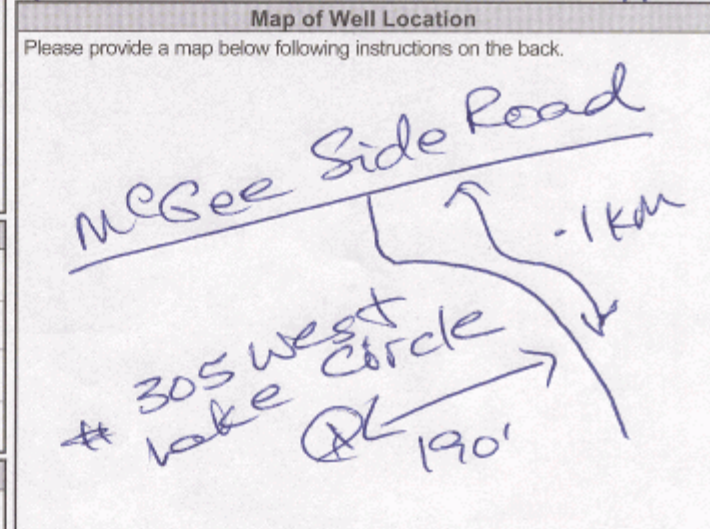 Map of Well Location
Please provide a map below following instructions on the back.
McGee Side Road
.1 km
# 305 West
Lake Circle
190'